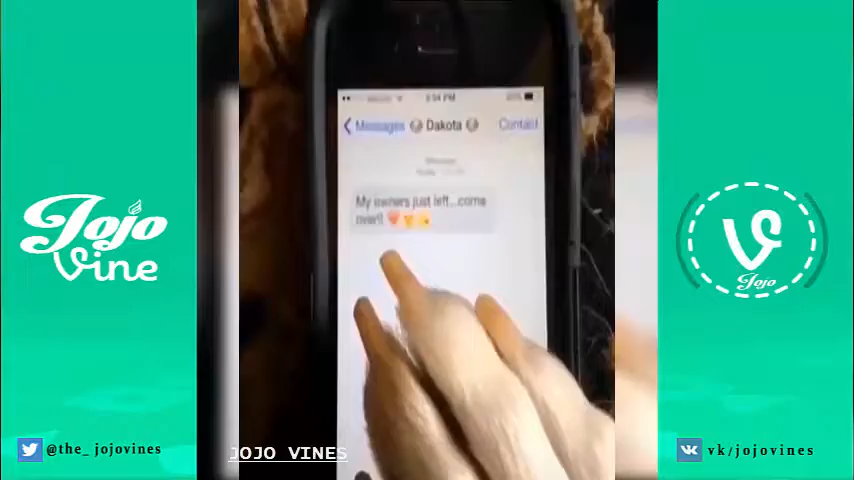 Messages Dakota Contact
My owners just left...come
over!!
Jojo
Vine
Jojo
@the_ jojovines
JOJO VINES
vk/jojovines